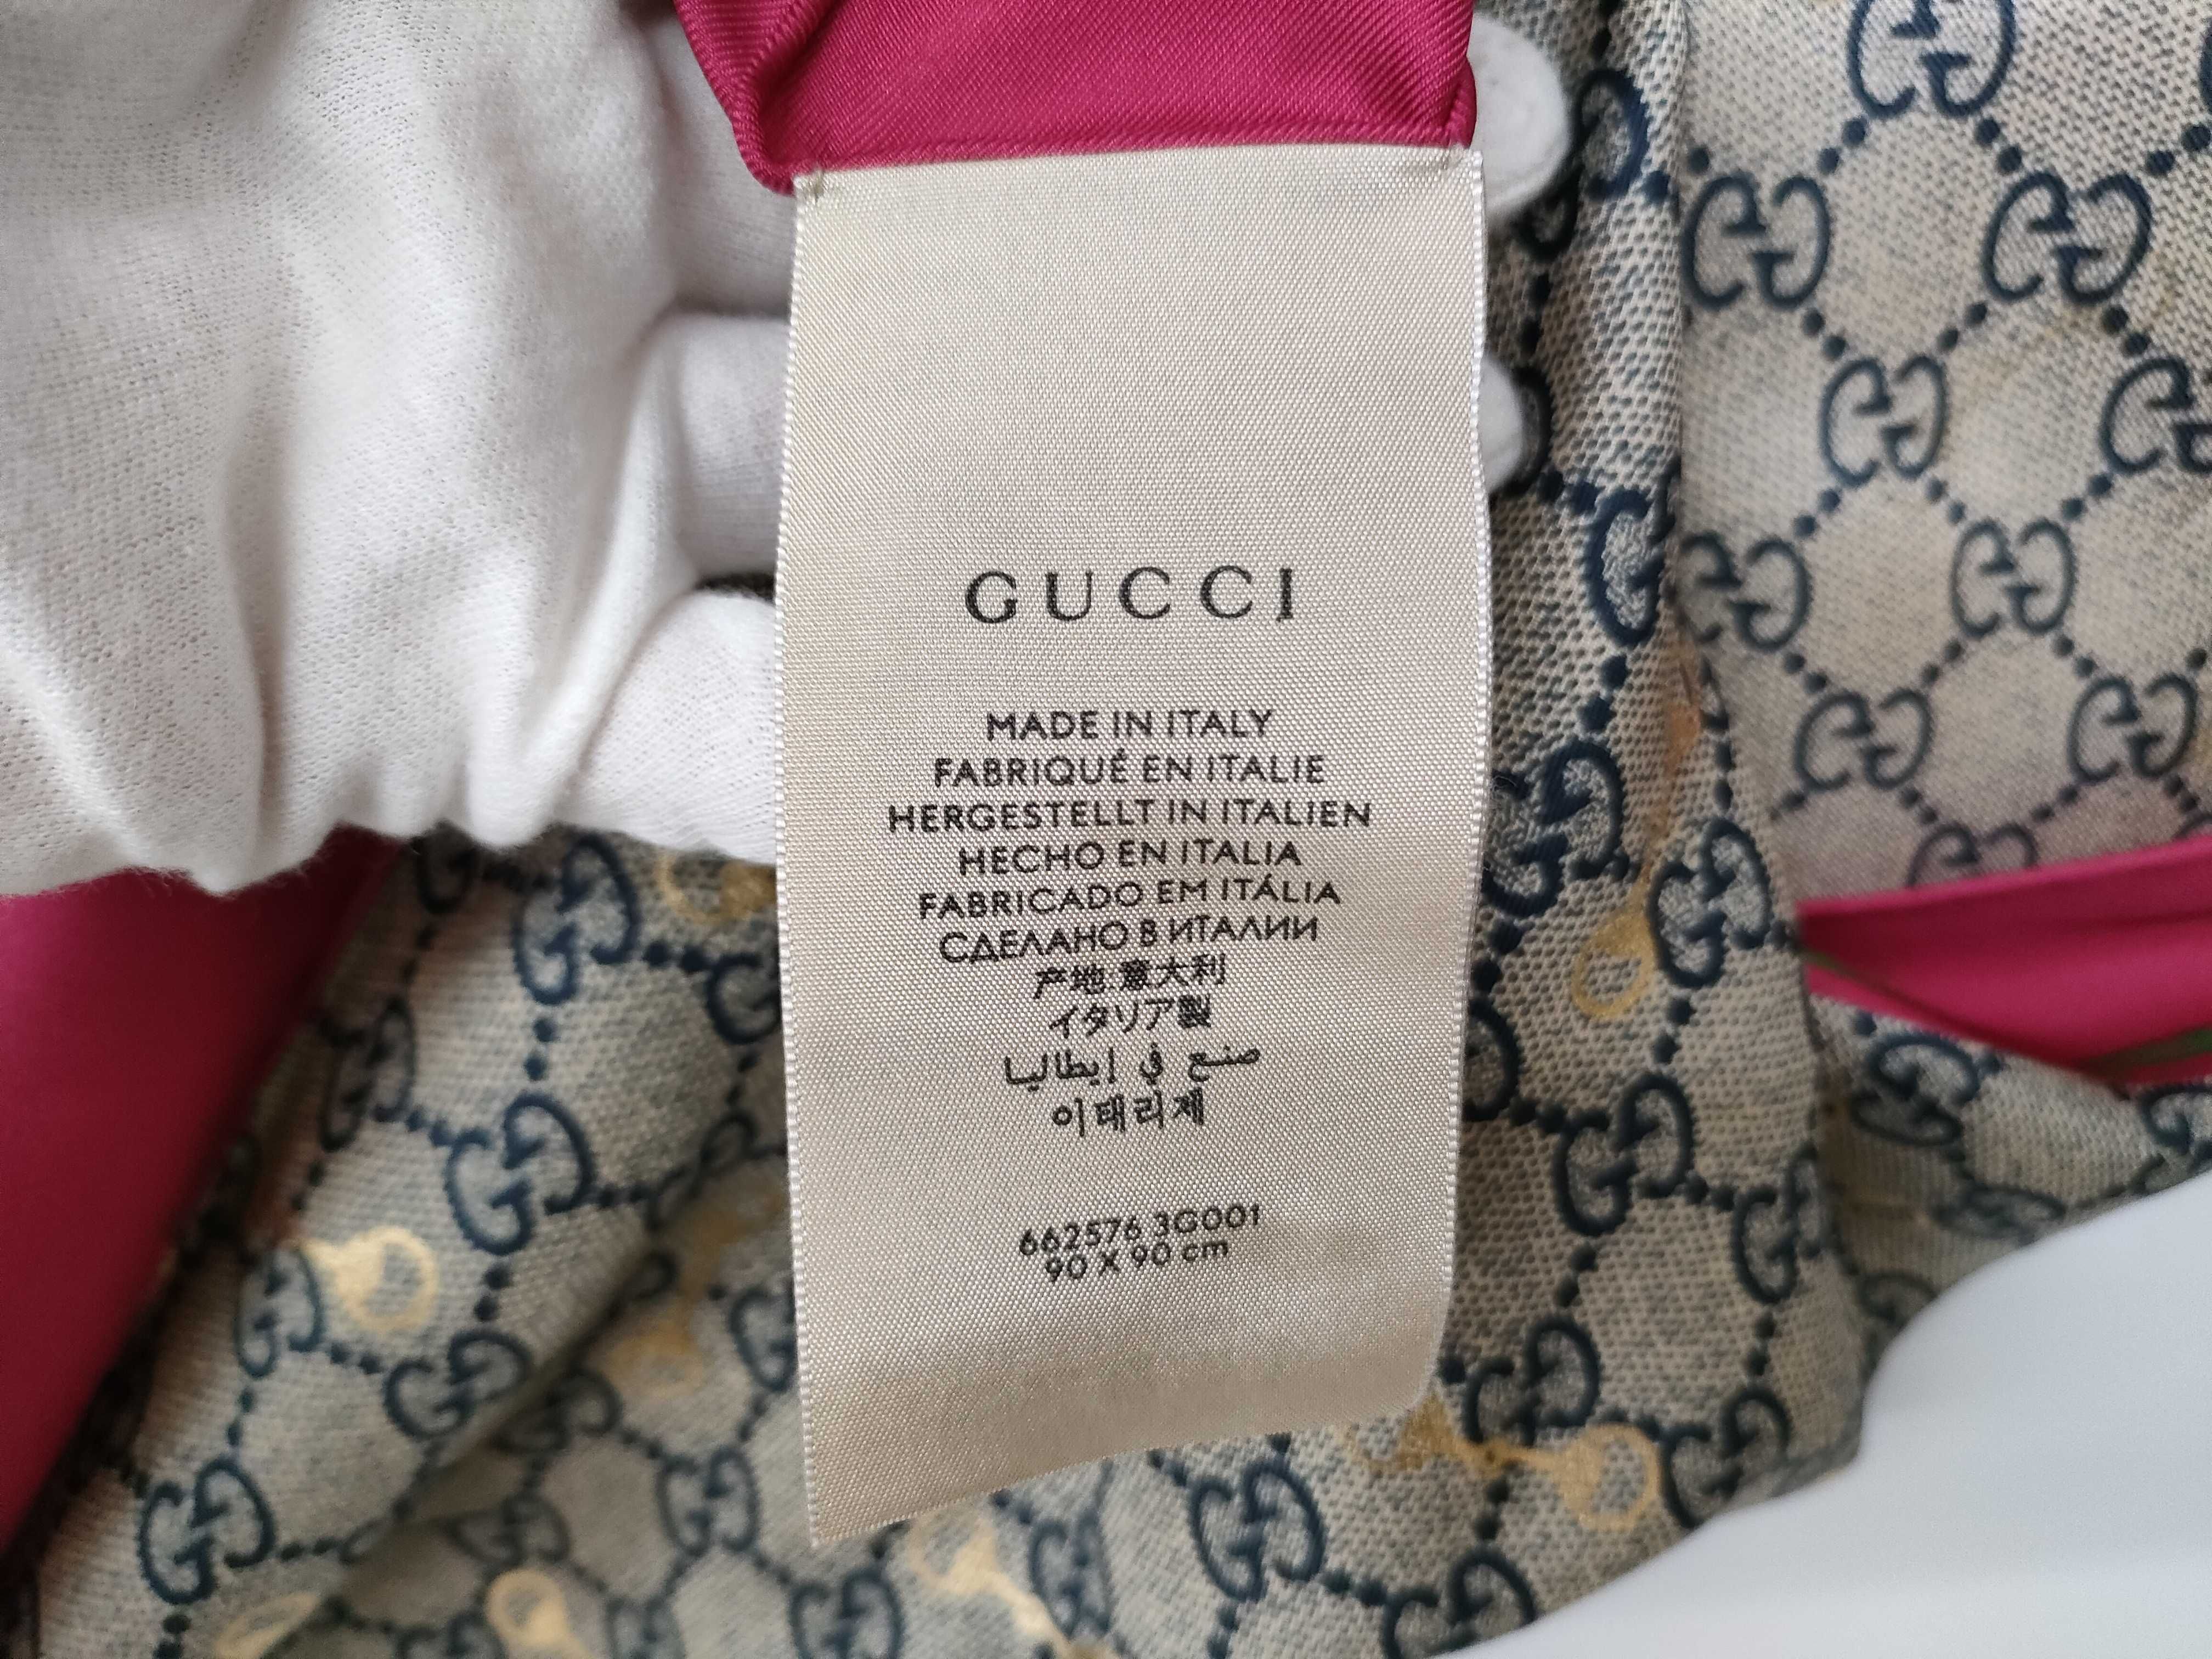 GUCCI
MADE IN ITALY
FABRIQUÉ EN ITALIE
HERGESTELLT IN ITALIEN
HECHO EN ITALIA
FABRICADO EM ITÁLIA
СДЕЛАНО В ИТАЛИИ
产地:意大利
イタリア製
صنع في إيطاليا
이태리제
662576 3G001
90 X 90 cm